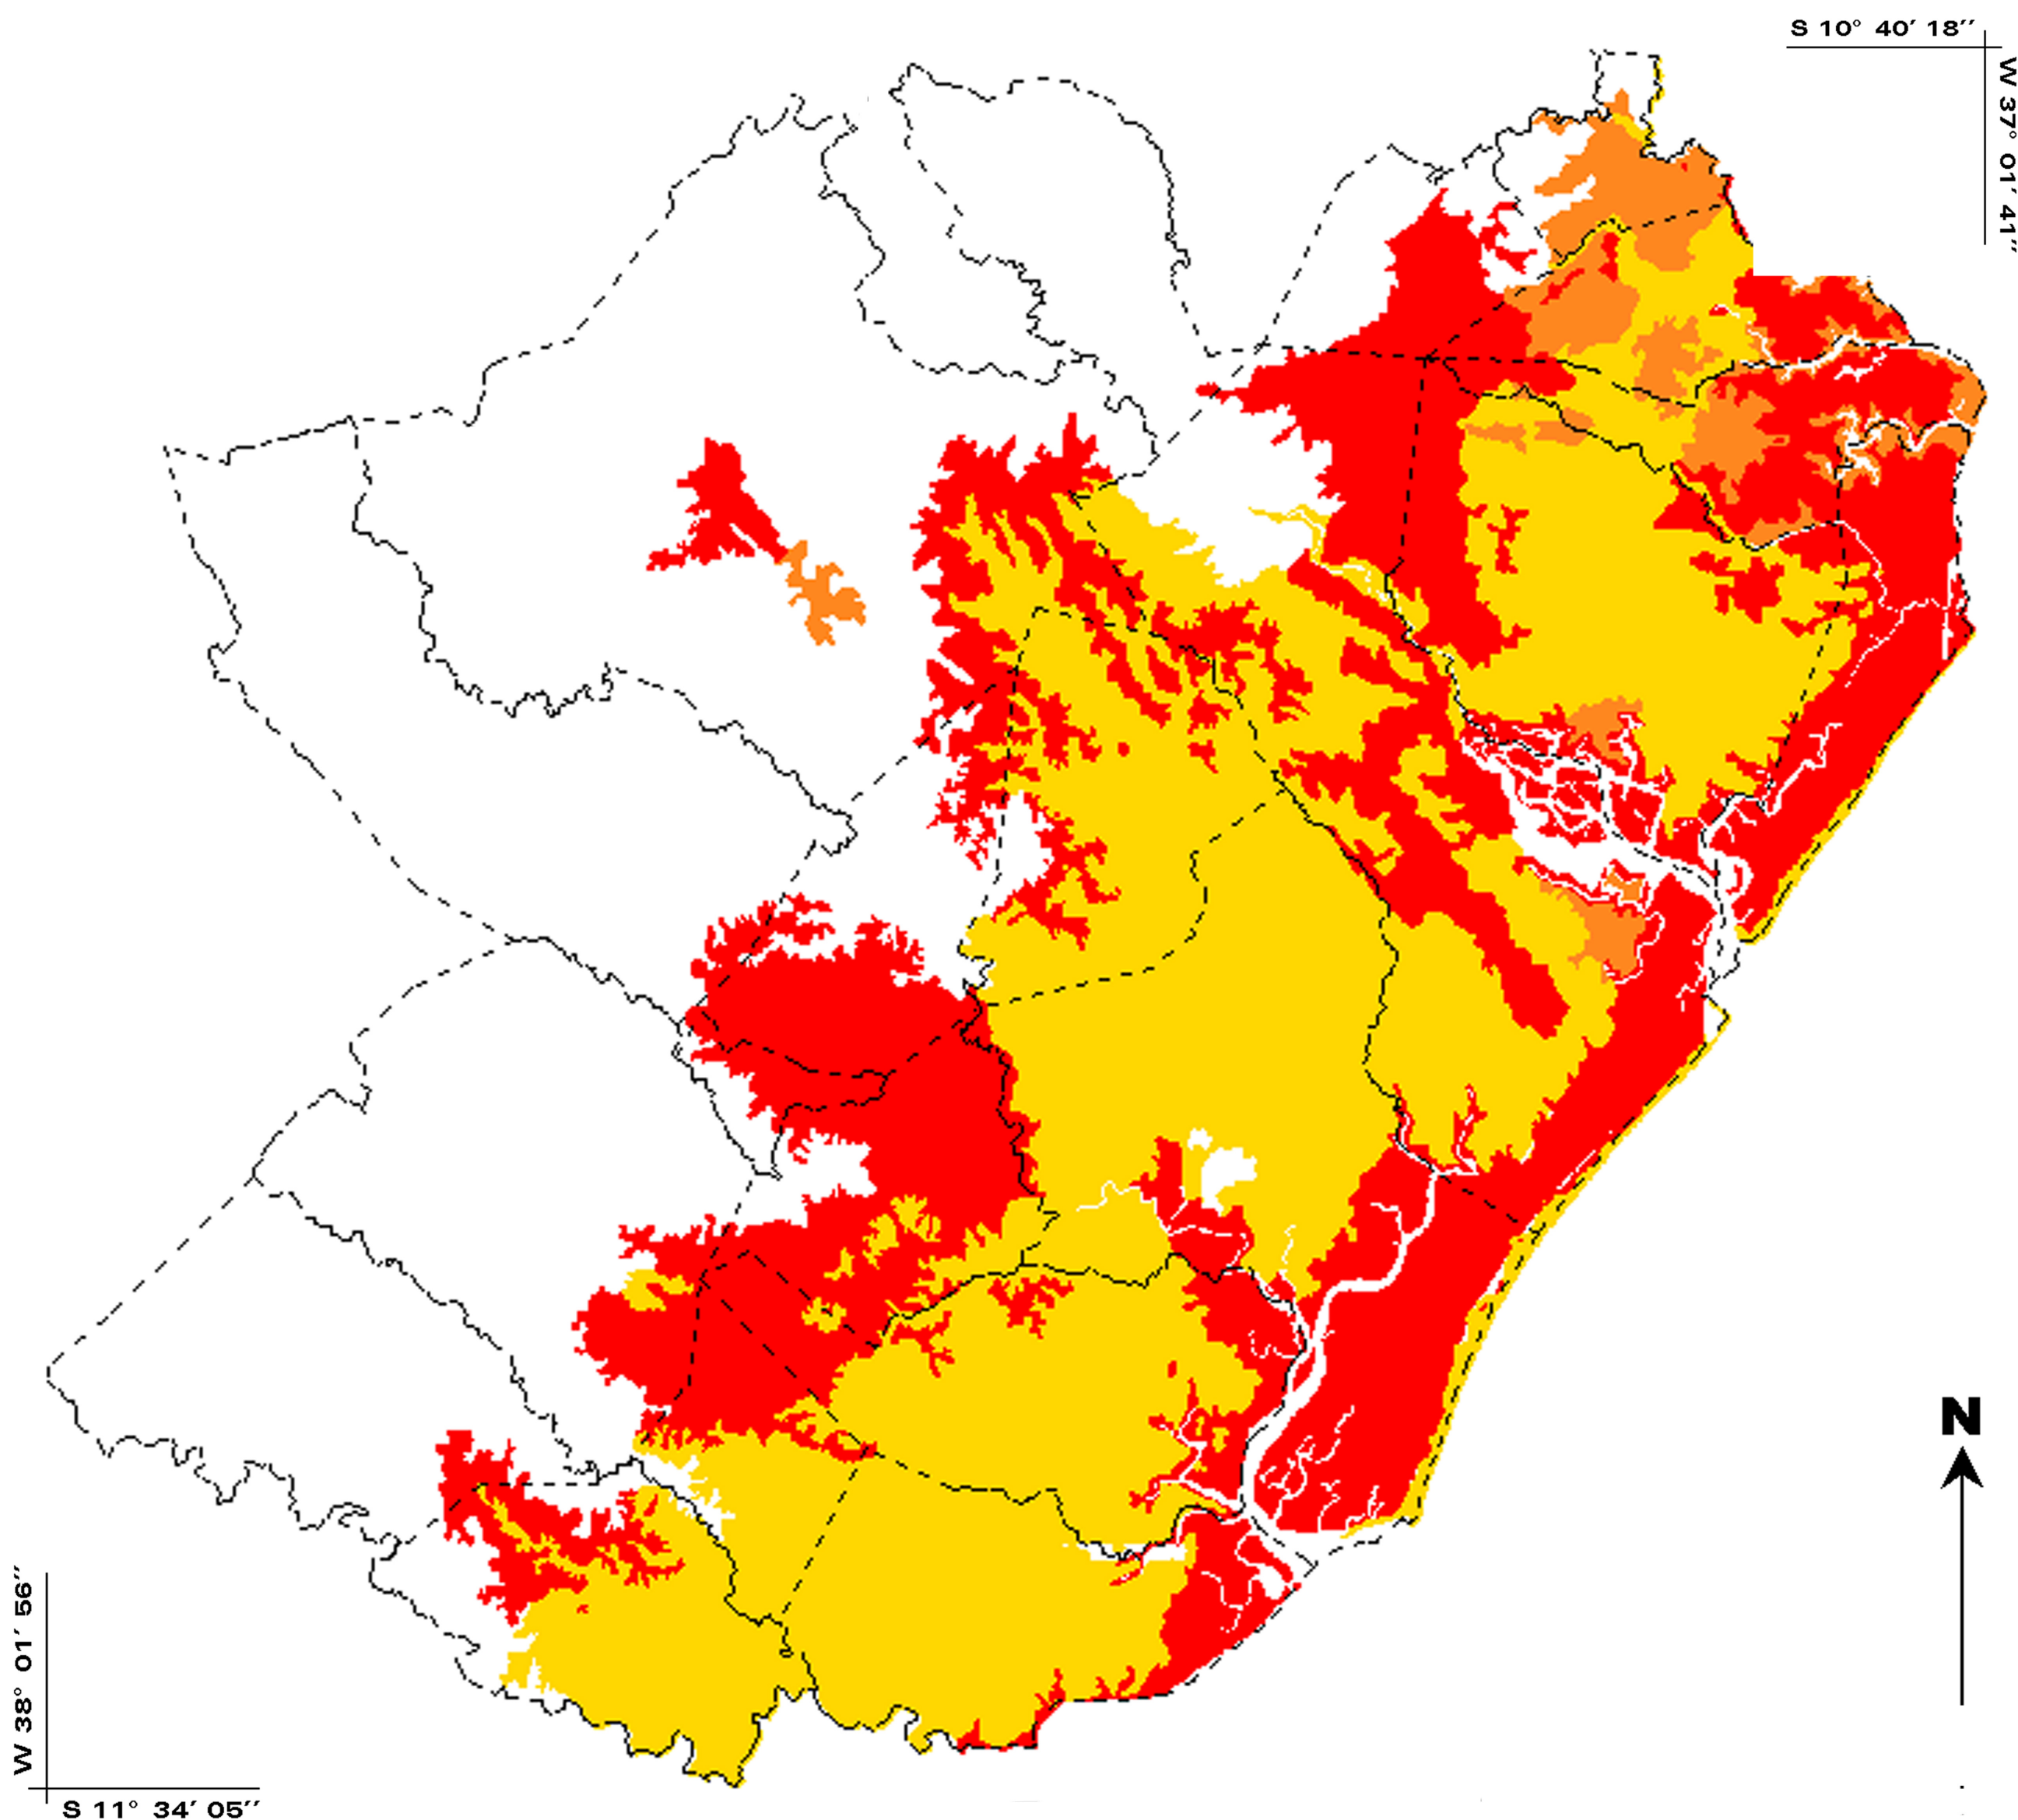 S 10° 40′ 18′′
W 37° 01′ 41′′
N
W 38° 01′ 56′′
S 11° 34′ 05′′